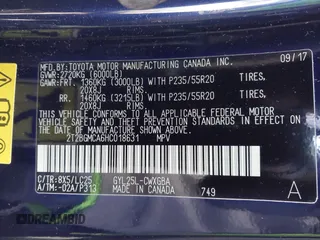 MFD. BY: TOYOTA MOTOR MANUFACTURING CANADA INC. 09/17
GVWR:2720KG (6000LB)
GAWR:FRT. 1360KG (3000LB) WITH P235/55R20 TIRES,
20X8J RIMS,
RR. 1460KG (3215LB) WITH P235/55R20 TIRES,
20X8J RIMS,
THIS VEHICLE CONFORMS TO ALL APPLICABLE FEDERAL MOTOR
VEHICLE SAFETY AND THEFT PREVENTION STANDARDS IN
EFFECT ON THE DATE OF MANUFACTURE SHOWN ABOVE.
2T2BGMCA6HC018631 MPV
C/TR:8X5/LC25 GYL25L-CWXGBA
A/TM:-02A/P313
749 A
DREAMBID